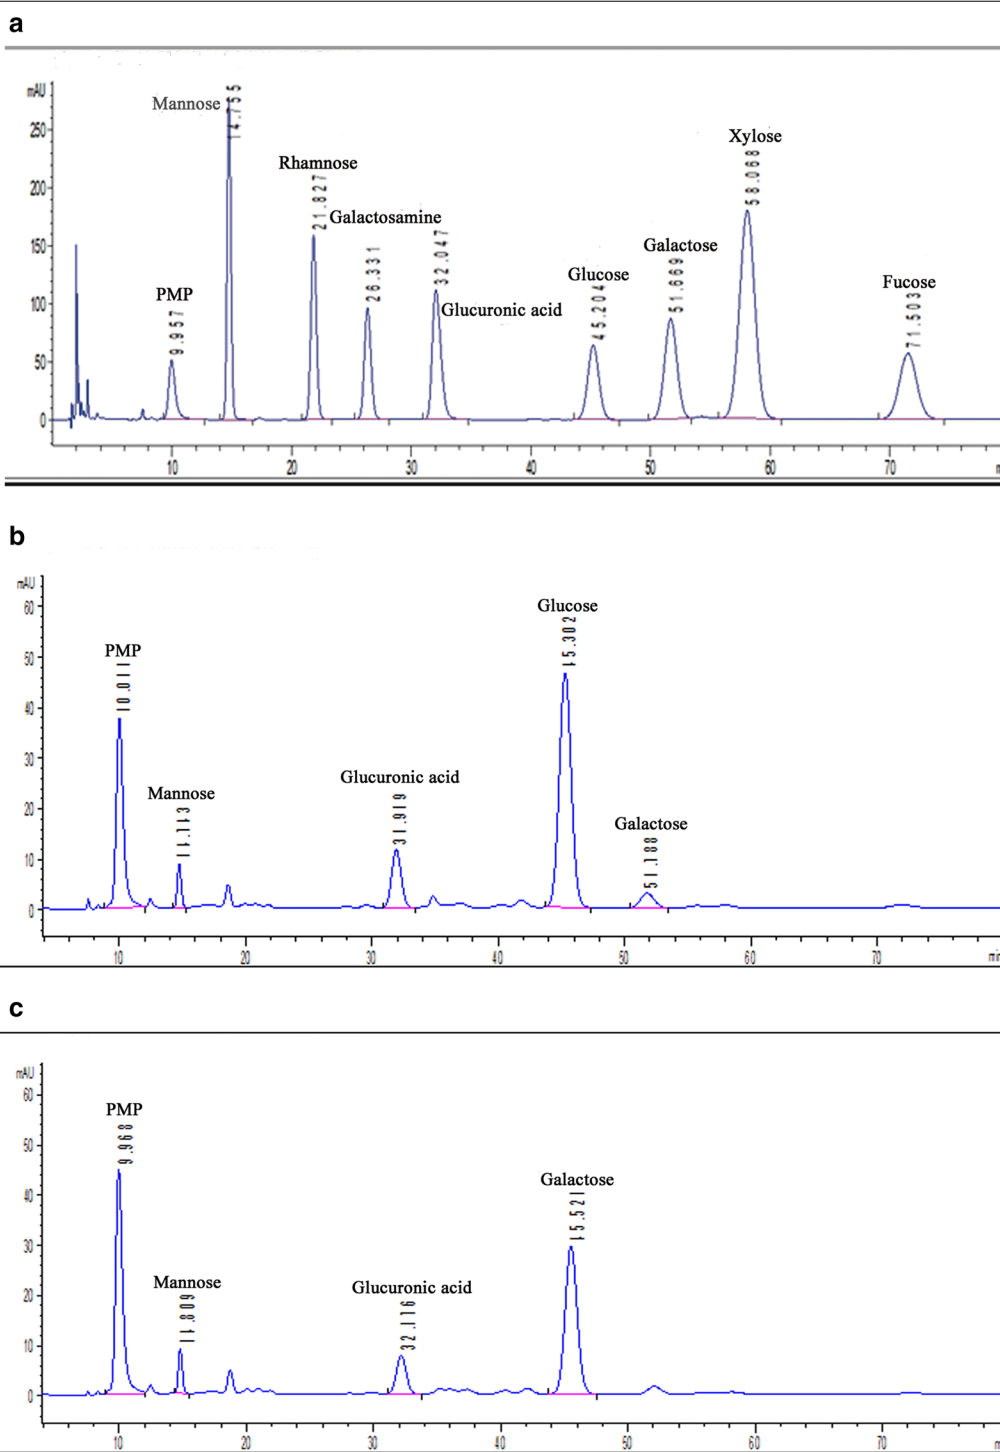 a
mAU
Mannose
14.755
250
Xylose
58.068
Rhamnose
21.827
200
Galactosamine
26.331
32.047
150
Galactose
51.669
Glucose
45.204
Fucose
71.503
PMP
9.957
100
Glucuronic acid
50
0
10 20 30 40 50 60 70
b
mAU
60
Glucose
50
PMP
10.011
40
30
Glucuronic acid
31.919
Mannose
20
Galactose
51.188
10
0
10 20 30 40 50 60 70 min
c
mAU
60
PMP
9.968
50
Galactose
40
30
Mannose
Glucuronic acid
32.116
20
10
0
10 20 30 40 50 60 70